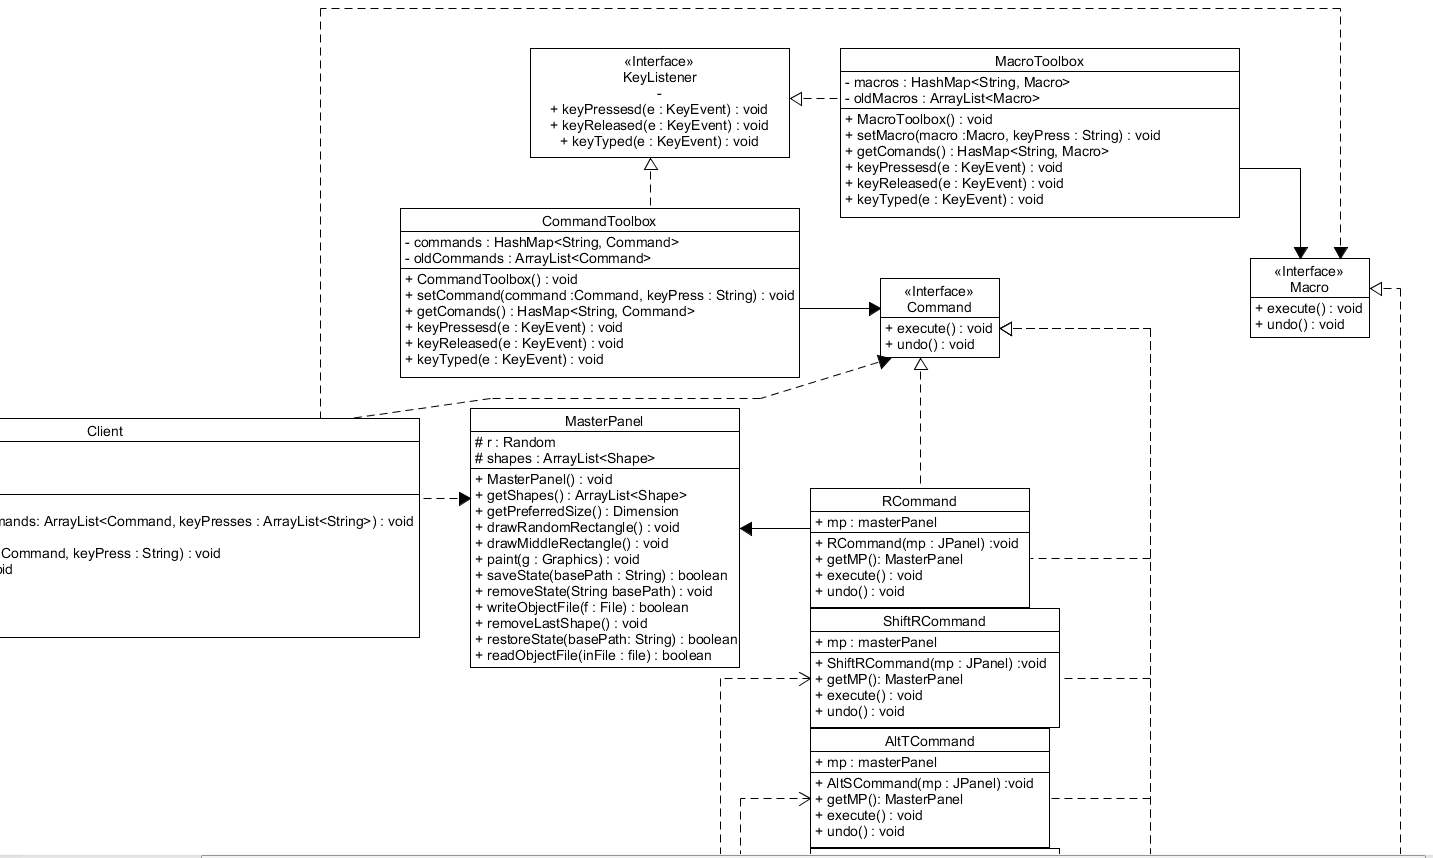 «Interface»
KeyListener
-
+ keyPressesd(e : KeyEvent) : void
+ keyReleased(e : KeyEvent) : void
+ keyTyped(e : KeyEvent) : void
MacroToolbox
- macros : HashMap<String, Macro>
- oldMacros : ArrayList<Macro>
+ MacroToolbox() : void
+ setMacro(macro :Macro, keyPress : String) : void
+ getComands() : HasMap<String, Macro>
+ keyPressesd(e : KeyEvent) : void
+ keyReleased(e : KeyEvent) : void
+ keyTyped(e : KeyEvent) : void
CommandToolbox
- commands : HashMap<String, Command>
- oldCommands : ArrayList<Command>
+ CommandToolbox() : void
+ setCommand(command :Command, keyPress : String) : void
+ getComands() : HasMap<String, Command>
+ keyPressesd(e : KeyEvent) : void
+ keyReleased(e : KeyEvent) : void
+ keyTyped(e : KeyEvent) : void
«Interface»
Command
+ execute() : void
+ undo() : void
«Interface»
Macro
+ execute() : void
+ undo() : void
Client
mands: ArrayList<Command, keyPresses : ArrayList<String>) : void
Command, keyPress : String) : void
oid
MasterPanel
# r : Random
# shapes : ArrayList<Shape>
+ MasterPanel() : void
+ getShapes() : ArrayList<Shape>
+ getPreferredSize() : Dimension
+ drawRandomRectangle() : void
+ drawMiddleRectangle() : void
+ paint(g : Graphics) : void
+ saveState(basePath : String) : boolean
+ removeState(String basePath) : void
+ writeObjectFile(f : File) : boolean
+ removeLastShape() : void
+ restoreState(basePath: String) : boolean
+ readObjectFile(inFile : file) : boolean
RCommand
+ mp : masterPanel
+ RCommand(mp : JPanel) :void
+ getMP(): MasterPanel
+ execute() : void
+ undo() : void
ShiftRCommand
+ mp : masterPanel
+ ShiftRCommand(mp : JPanel) :void
+ getMP(): MasterPanel
+ execute() : void
+ undo() : void
AltTCommand
+ mp : masterPanel
+ AltSCommand(mp : JPanel) :void
+ getMP(): MasterPanel
+ execute() : void
+ undo() : void